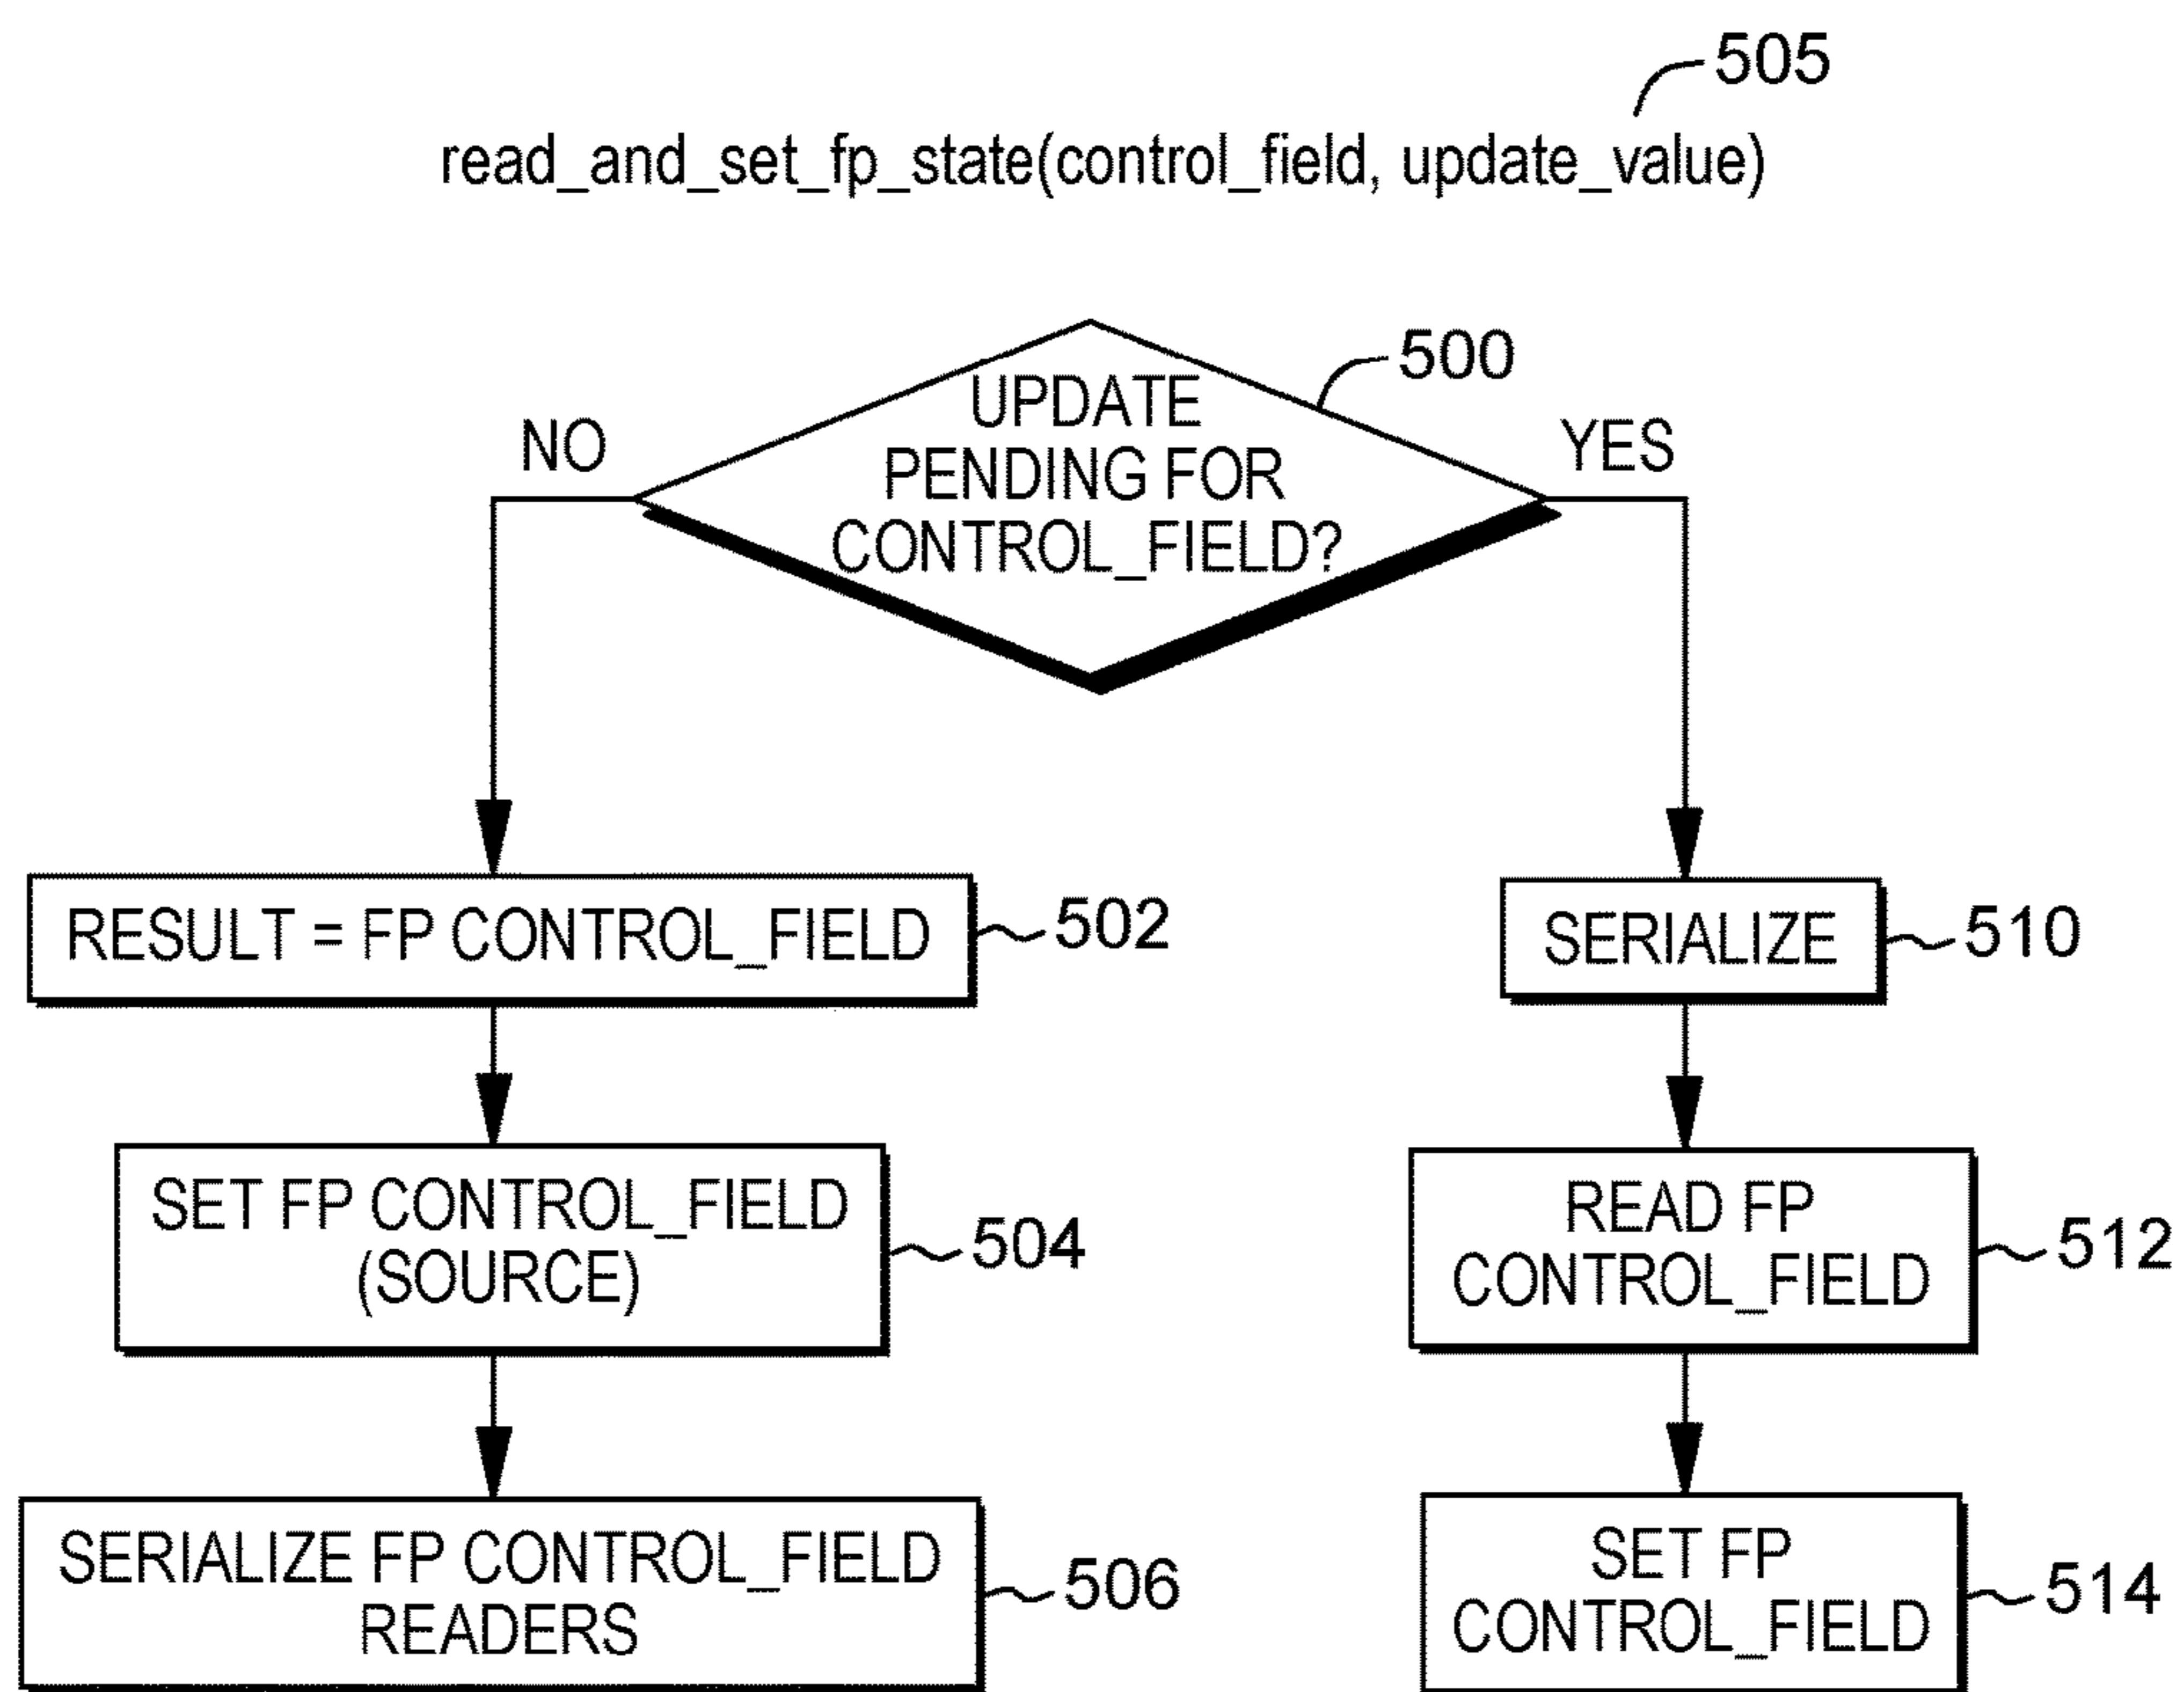 505
read_and_set_fp_state(control_field, update_value)
500
NO
YES
UPDATE
PENDING FOR
CONTROL_FIELD?
RESULT = FP CONTROL_FIELD
502
SERIALIZE
510
SET FP CONTROL_FIELD
(SOURCE)
504
READ FP
CONTROL_FIELD
512
SERIALIZE FP CONTROL_FIELD
READERS
506
SET FP
CONTROL_FIELD
514